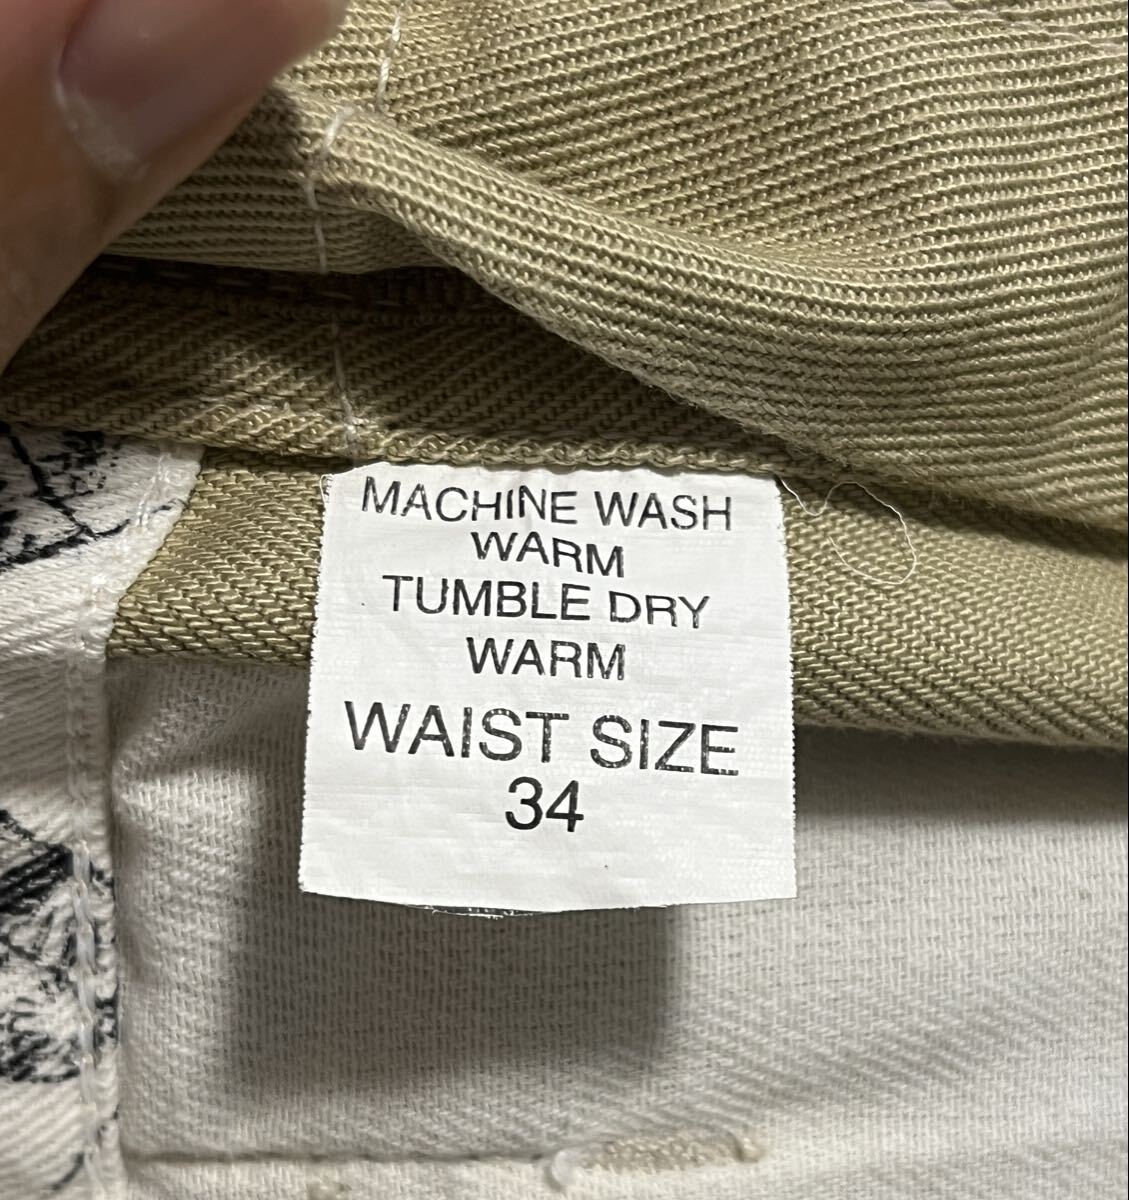 MACHINE WASH
WARM
TUMBLE DRY
WARM
WAIST SIZE
34